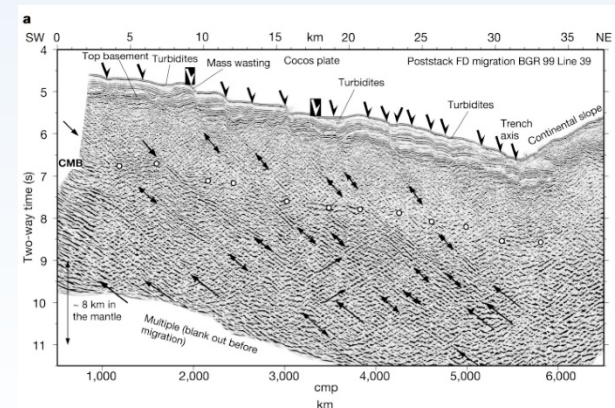 a
SW 0 5 10 15 km 20 25 30 35 NE
Top basement Turbidites Mass wasting Cocos plate Poststack FD migration BGR 99 Line 39
Turbidites
Turbidites
Trench axis
Continental slope
CMB
Two-way time (s)
4
5
6
7
8
9
10
11
~ 8 km in the mantle
Multiple (blank out before migration)
1,000 2,000 3,000 4,000 5,000 6,000
cmp
km